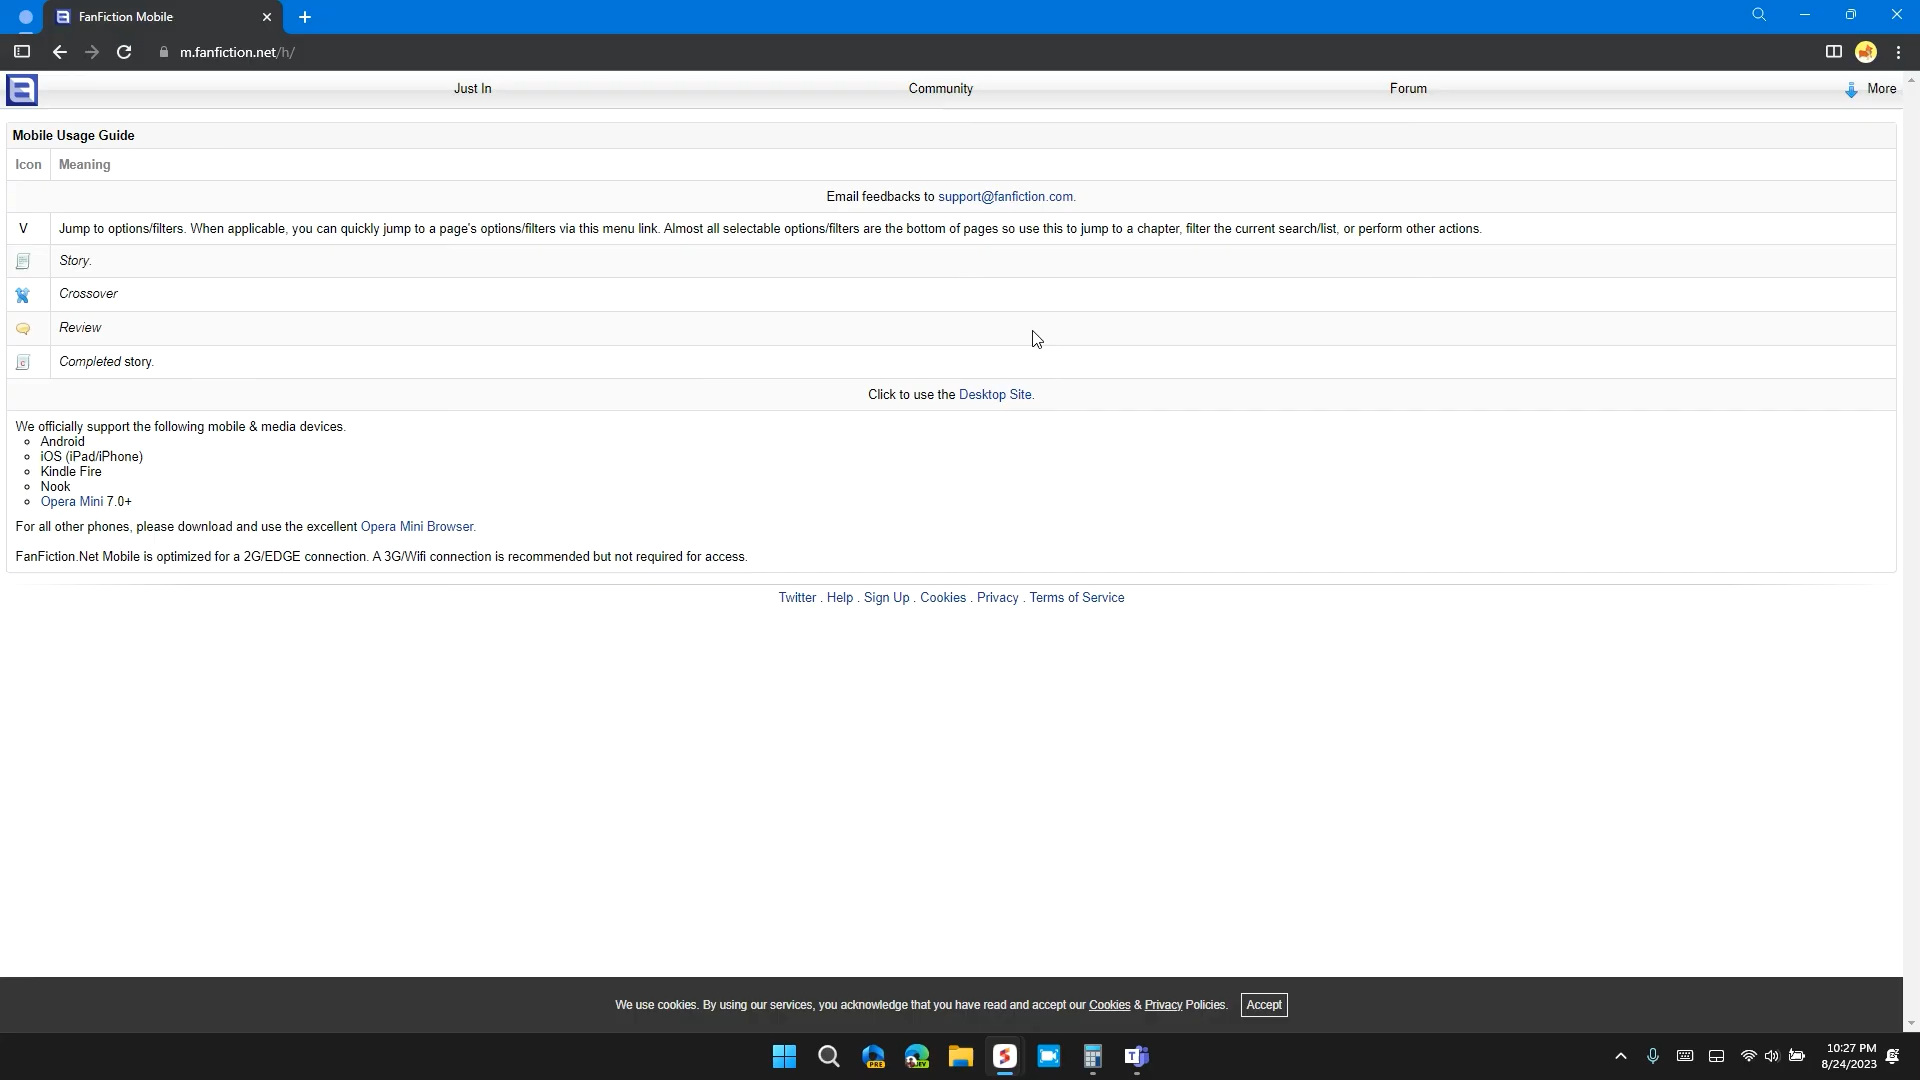 FanFiction Mobile
m.fanfiction.net/h/
Just In
Community
Forum
More
Mobile Usage Guide
Icon
Meaning
Email feedbacks to support@fanfiction.com.
V
Jump to options/filters. When applicable, you can quickly jump to a page's options/filters via this menu link. Almost all selectable options/filters are the bottom of pages so use this to jump to a chapter, filter the current search/list, or perform other actions.
Story.
Crossover
Review
Completed story.
Click to use the Desktop Site.
We officially support the following mobile & media devices.
Android
iOS (iPad/iPhone)
Kindle Fire
Nook
Opera Mini 7.0+
For all other phones, please download and use the excellent Opera Mini Browser.
FanFiction.Net Mobile is optimized for a 2G/EDGE connection. A 3G/Wifi connection is recommended but not required for access.
Twitter . Help . Sign Up . Cookies . Privacy . Terms of Service
We use cookies. By using our services, you acknowledge that you have read and accept our Cookies & Privacy Policies.
Accept
PRE
10:27 PM
8/24/2023